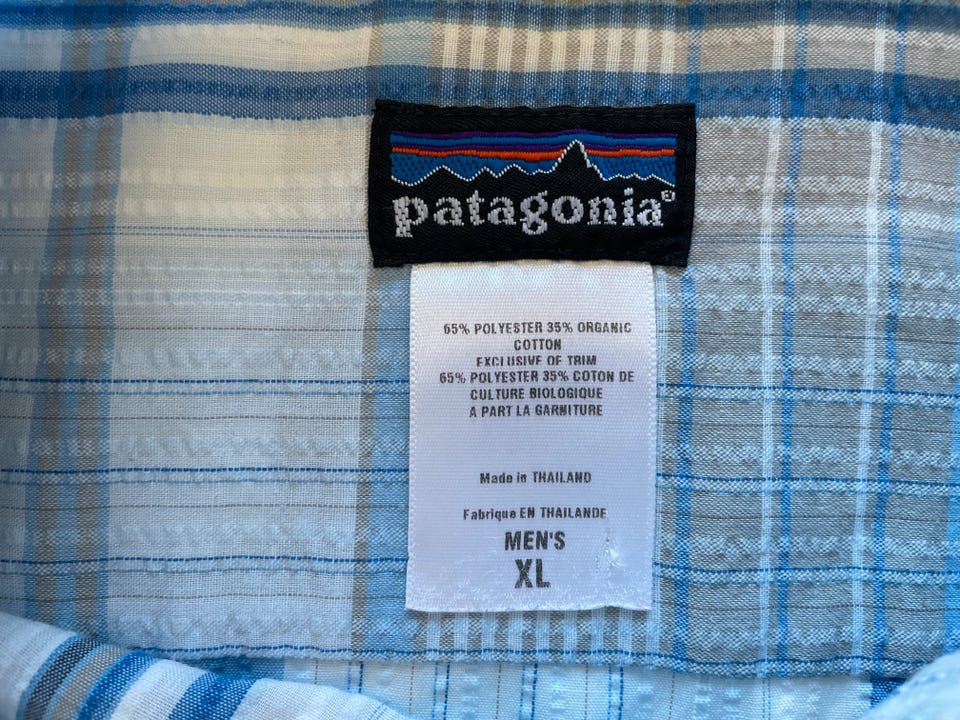 patagonia®
65% POLYESTER 35% ORGANIC
COTTON
EXCLUSIVE OF TRIM
65% POLYESTER 35% COTON DE
CULTURE BIOLOGIQUE
A PART LA GARNITURE
Made in THAILAND
Fabrique EN THAILANDE
MEN'S
XL